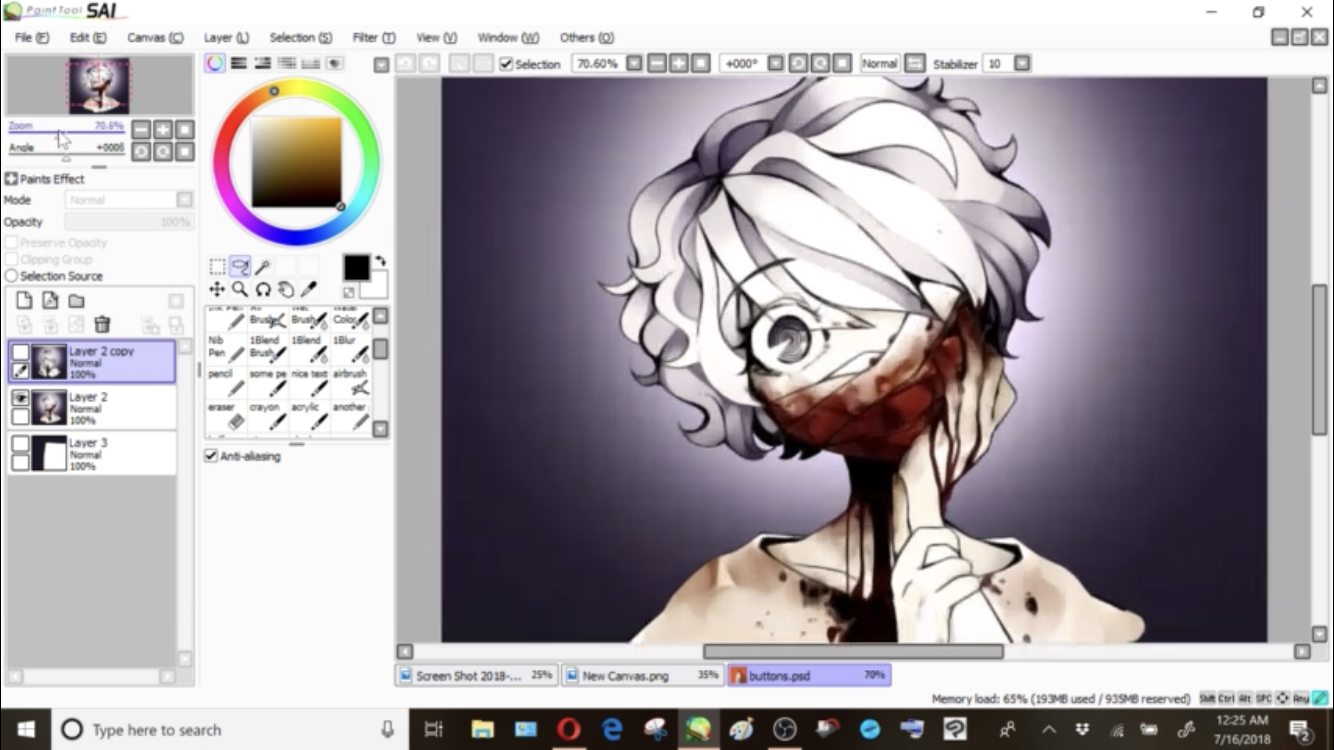 PaintTool SAI
File (F) Edit (E) Canvas (C) Layer (L) Selection (S) Filter (T) View (V) Window (W) Others (O)
Selection 70.60% +000° Normal Stabilizer 10
Zoom 70.6%
Angle +000
Paints Effect
Mode Normal
Opacity 100%
Preserve Opacity
Clipping Group
Selection Source
Layer 2 copy
Normal
100%
Layer 2
Normal
100%
Layer 3
Normal
100%
Brush Brush Color
Nib 1Blend 1Blend 1Blur
Pen Brush
pencil some pe nice text airbrush
eraser crayon acrylic another
Anti-aliasing
Screen Shot 2018-... 25% New Canvas.png 35% buttons.psd 70%
Memory load: 65% (193MB used / 935MB reserved) Shift Ctrl Alt SPC Any
Type here to search
12:25 AM
7/16/2018
2